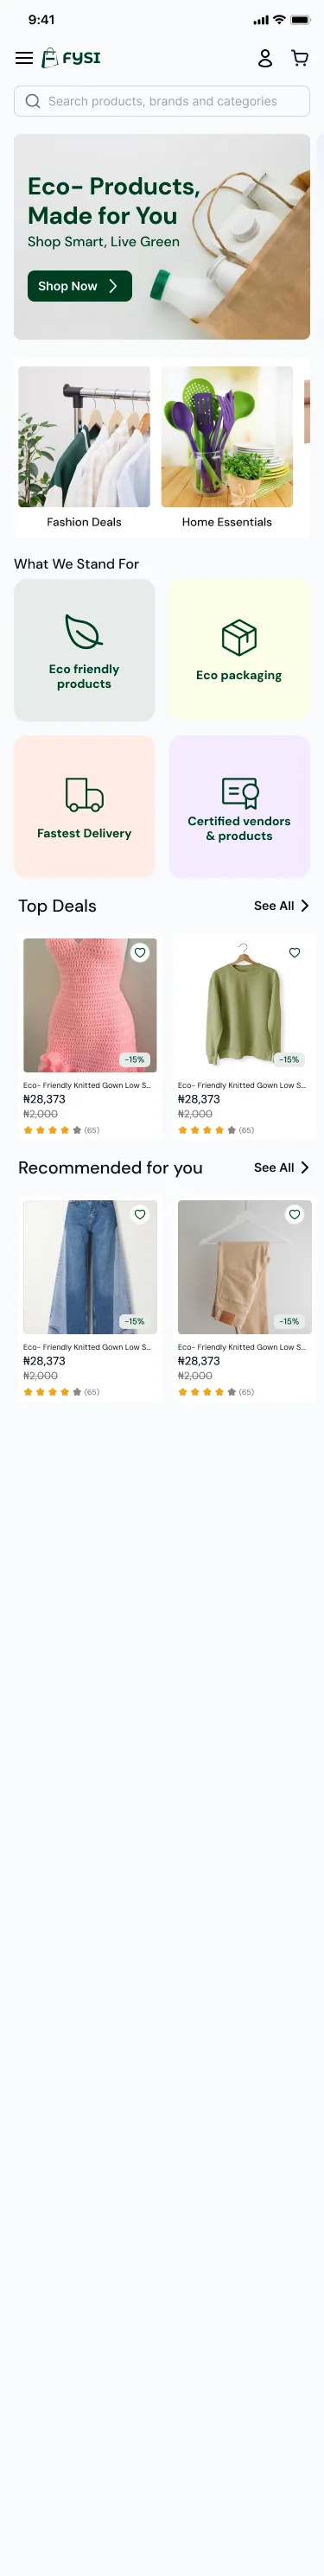 9:41
FYSI
Search products, brands and categories
Eco- Products,
Made for You
Shop Smart, Live Green
Shop Now
Fashion Deals
Home Essentials
What We Stand For
Eco friendly
products
Eco packaging
Fastest Delivery
Certified vendors
& products
Top Deals
See All
-15%
-15%
Eco- Friendly Knitted Gown Low S...
Eco- Friendly Knitted Gown Low S...
₦28,373
₦28,373
₦2,000
₦2,000
(65)
(65)
Recommended for you
See All
-15%
-15%
Eco- Friendly Knitted Gown Low S...
Eco- Friendly Knitted Gown Low S...
₦28,373
₦28,373
₦2,000
₦2,000
(65)
(65)